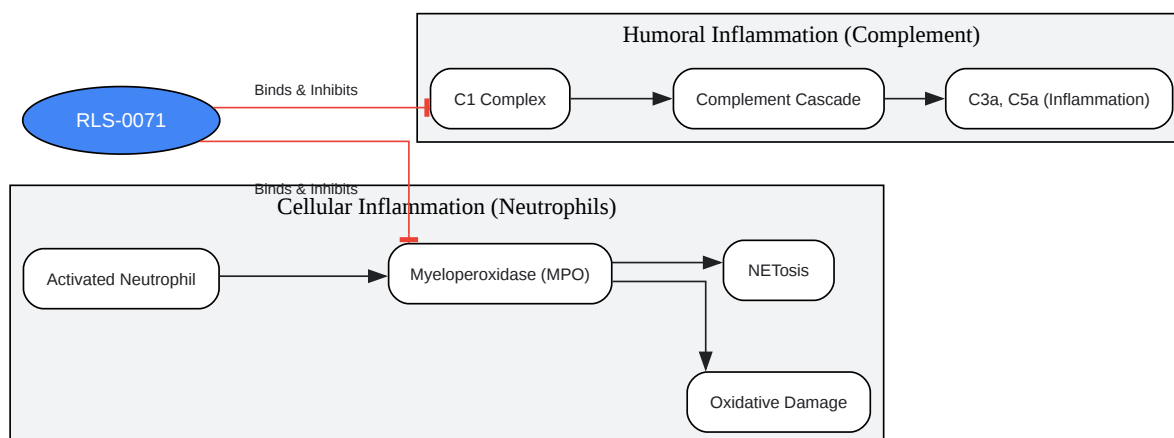 Humoral Inflammation (Complement)
RLS-0071
Binds & Inhibits
C1 Complex
Complement Cascade
C3a, C5a (Inflammation)
Binds & Inhibits
Cellular Inflammation (Neutrophils)
Activated Neutrophil
Myeloperoxidase (MPO)
NETosis
Oxidative Damage